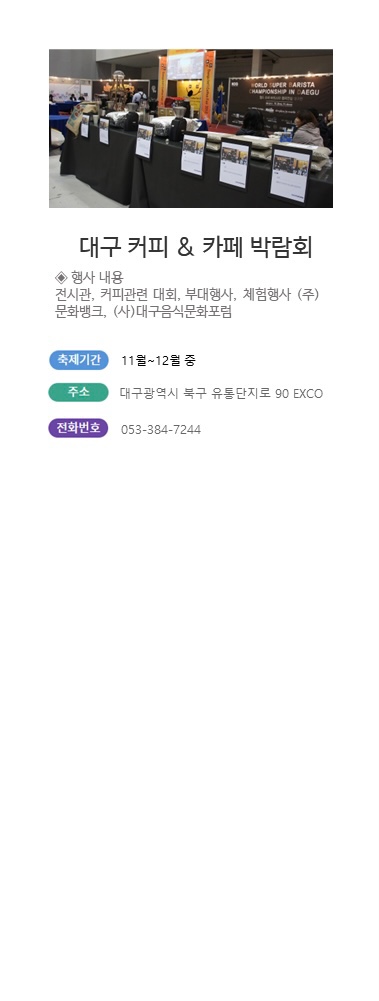 WORLD SUPER BARISTA
CHAMPIONSHIP IN DAEGU
대구 커피 & 카페 박람회
◈ 행사 내용
전시관, 커피관련 대회, 부대행사, 체험행사 (주)
문화뱅크, (사)대구음식문화포럼
축제기간 11월~12월 중
주소 대구광역시 북구 유통단지로 90 EXCO
전화번호 053-384-7244